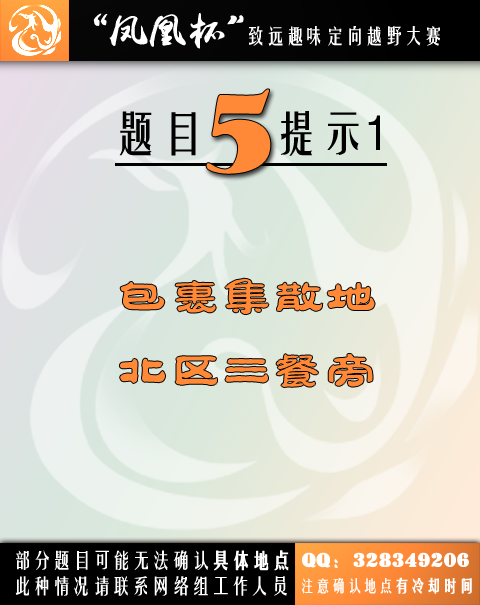 “凤凰杯”致远趣味定向越野大赛
题目5提示1
包裹集散地
北区三餐旁
部分题目可能无法确认具体地点
此种情况请联系网络组工作人员
QQ：328349206
注意确认地点有冷却时间